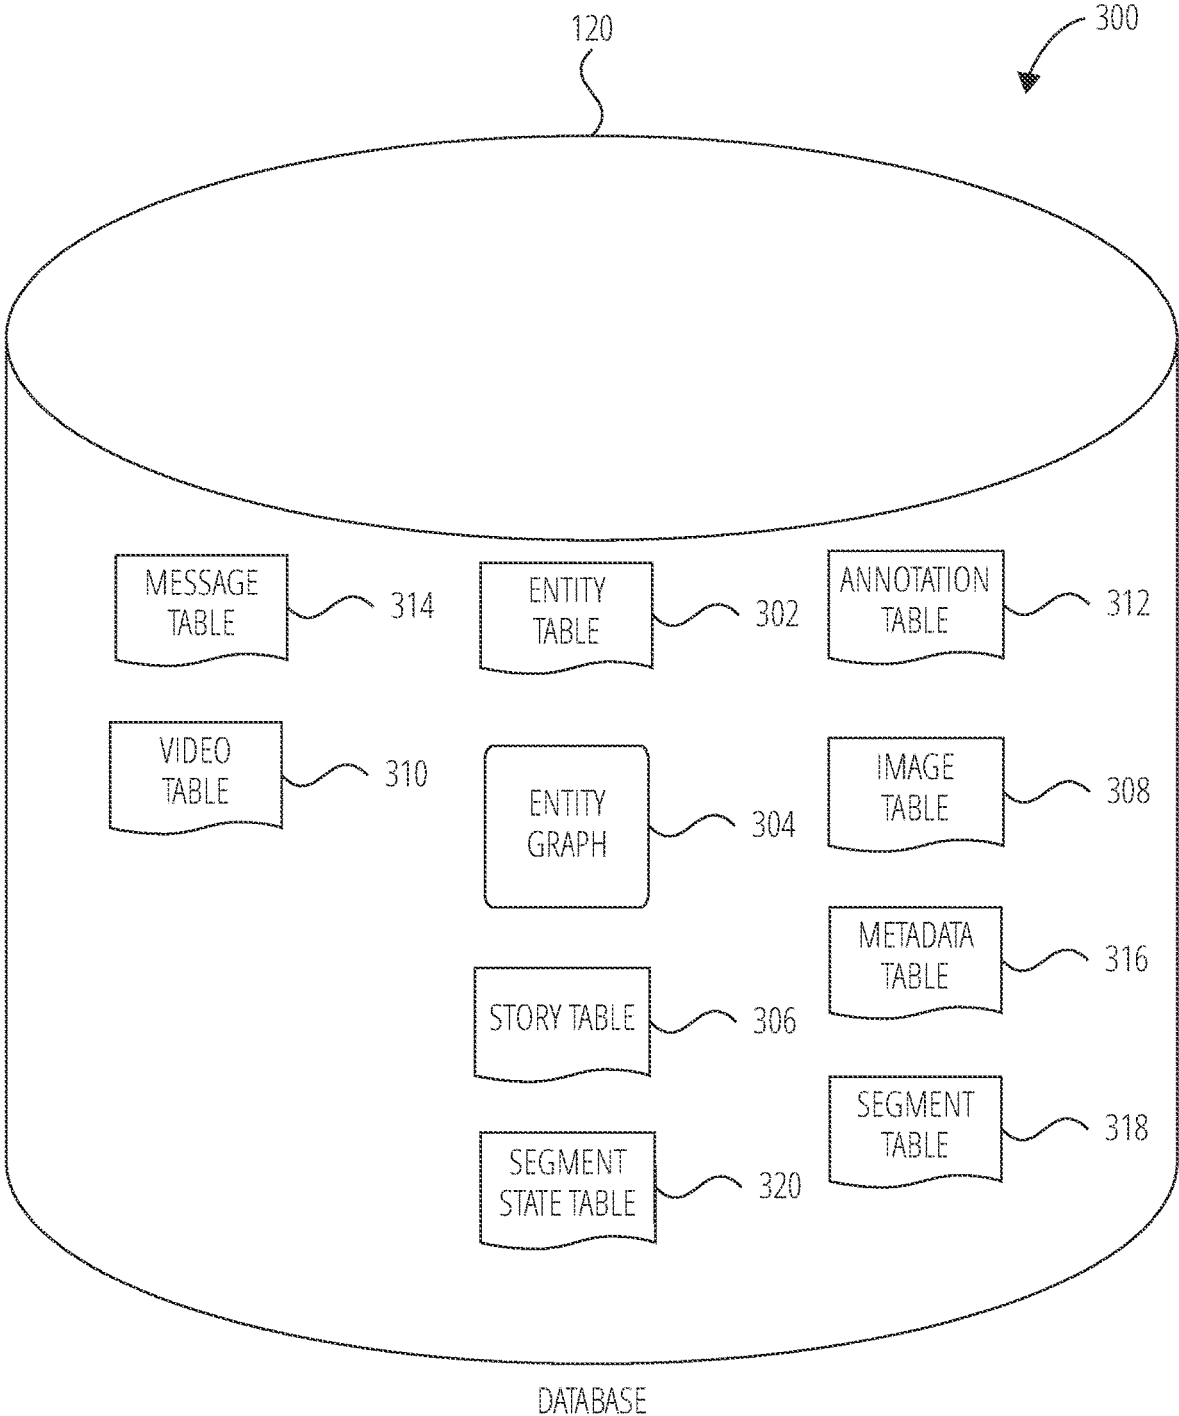 300
120
MESSAGE
TABLE
314
ENTITY
TABLE
302
ANNOTATION
TABLE
312
VIDEO
TABLE
310
ENTITY
GRAPH
304
IMAGE
TABLE
308
METADATA
TABLE
316
STORY TABLE
306
SEGMENT
TABLE
318
SEGMENT
STATE TABLE
320
DATABASE